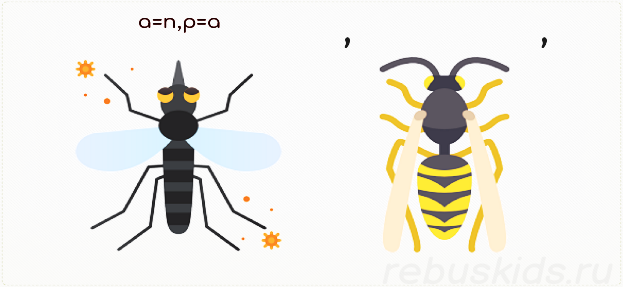 а=п,р=а
, ,
rebuskids.ru